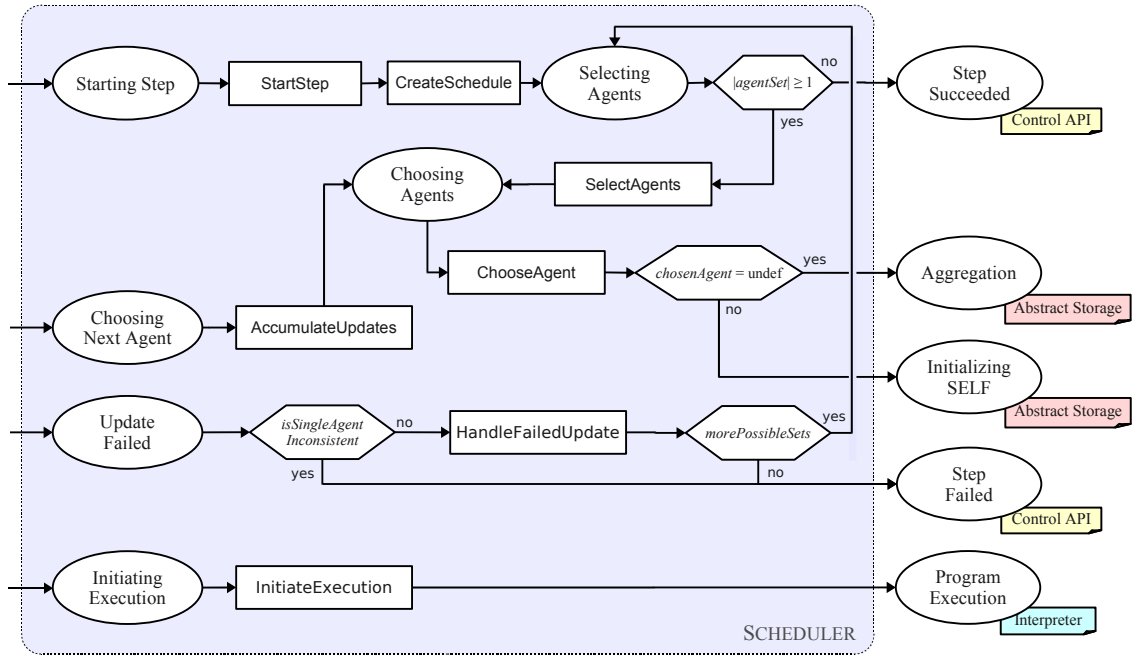 Starting Step
StartStep
CreateSchedule
Selecting
Agents
|agentSet| ≥ 1
no
yes
Step
Succeeded
Control API
Choosing
Agents
SelectAgents
ChooseAgent
chosenAgent = undef
yes
no
Aggregation
Abstract Storage
Choosing
Next Agent
AccumulateUpdates
Initializing
SELF
Abstract Storage
Update
Failed
isSingleAgent
Inconsistent
no
yes
HandleFailedUpdate
morePossibleSets
yes
no
Step
Failed
Control API
Initiating
Execution
InitiateExecution
Program
Execution
Interpreter
SCHEDULER